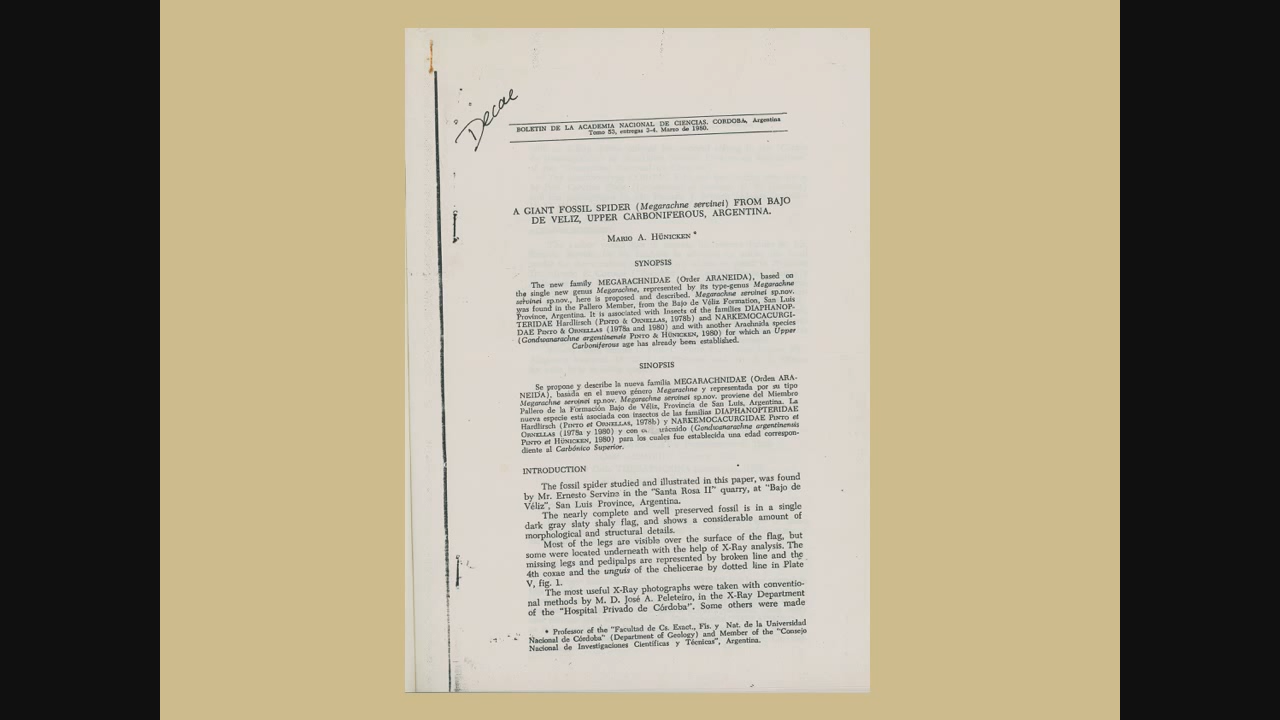 Decae
BOLETIN DE LA ACADEMIA NACIONAL DE CIENCIAS. CORDOBA, Argentina
Tomo 53, entregas 3-4. Marzo de 1980.
A GIANT FOSSIL SPIDER (Megarachne servinei) FROM BAJO
DE VELIZ, UPPER CARBONIFEROUS, ARGENTINA.
MARIO A. HÜNICKEN *
SYNOPSIS
The new family MEGARACHNIDAE (Order ARANEIDA), based on
the single new genus Megarachne, represented by its type-genus Megarachne
servinei sp.nov., here is proposed and described. Megarachne servinei sp.nov.
was found in the Pallero Member, from the Bajo de Véliz Formation, San Luis
Province, Argentina. It is associated with Insects of the families DIAPHANOP-
TERIDAE Hardlirsch (PINTO & ORNELLAS, 1978b) and NARKEMOCACURGI-
DAE PINTO & ORNELLAS (1978a and 1980) and with another Arachnida species
(Gondwanarachne argentinensis PINTO & HÜNICKEN, 1980) for which an Upper
Carboniferous age has already been established.
SINOPSIS
Se propone y describe la nueva familia MEGARACHNIDAE (Orden ARA-
NEIDA), basada en el nuevo género Megarachne y representada por su tipo
Megarachne servinei sp.nov. Megarachne servinei sp.nov. proviene del Miembro
Pallero de la Formación Bajo de Véliz, Provincia de San Luis, Argentina. La
nueva especie está asociada con insectos de las familias DIAPHANOPTERIDAE
Hardlirsch (PINTO et ORNELLAS, 1978b) y NARKEMOCACURGIDAE PINTO et
ORNELLAS (1978a y 1980) y con (Gondwanarachne argentinensis
PINTO et HÜNICKEN, 1980) para los cuales fue establecida una edad correspon-
diente al Carbónico Superior.
INTRODUCTION
The fossil spider studied and illustrated in this paper, was found
by Mr. Ernesto Servino in the "Santa Rosa II" quarry, at "Bajo de
Véliz", San Luis Province, Argentina.
The nearly complete and well preserved fossil is in a single
dark gray slaty shaly flag, and shows a considerable amount of
morphological and structural details.
Most of the legs are visible over the surface of the flag, but
some were located underneath with the help of X-Ray analysis. The
missing legs and pedipalps are represented by broken line and the
4th coxae and the unguis of the chelicerae by dotted line in Plate
V, fig. 1.
The most useful X-Ray photographs were taken with conventio-
nal methods by M. D. José A. Peleteiro, in the X-Ray Department
of the "Hospital Privado de Córdoba". Some others were made
* Professor of the "Facultad de Cs. Exact., Fís. y Nat. de la Universidad
Nacional de Córdoba" (Department of Geology) and Member of the "Consejo
Nacional de Investigaciones Científicas y Técnicas", Argentina.